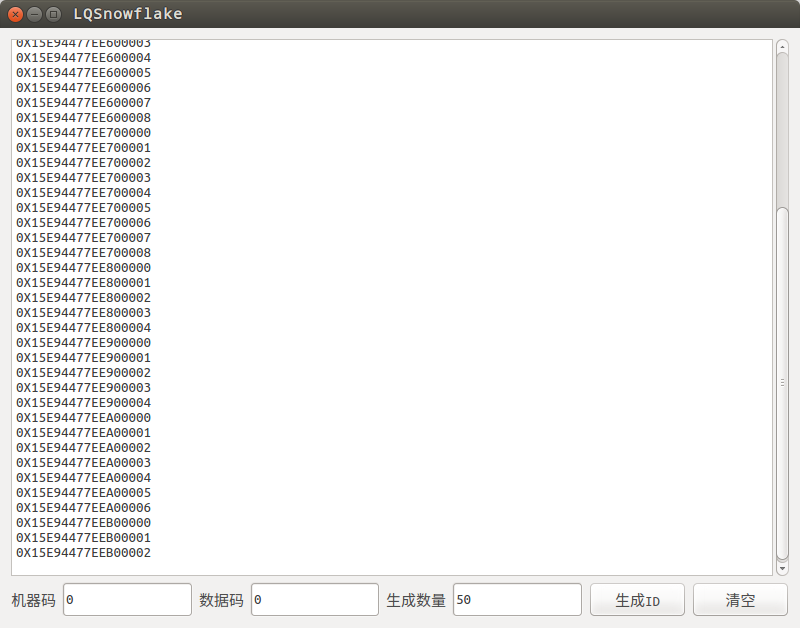 LQSnowflake
0X15E94477EE600003
0X15E94477EE600004
0X15E94477EE600005
0X15E94477EE600006
0X15E94477EE600007
0X15E94477EE600008
0X15E94477EE700000
0X15E94477EE700001
0X15E94477EE700002
0X15E94477EE700003
0X15E94477EE700004
0X15E94477EE700005
0X15E94477EE700006
0X15E94477EE700007
0X15E94477EE700008
0X15E94477EE800000
0X15E94477EE800001
0X15E94477EE800002
0X15E94477EE800003
0X15E94477EE800004
0X15E94477EE900000
0X15E94477EE900001
0X15E94477EE900002
0X15E94477EE900003
0X15E94477EE900004
0X15E94477EEA00000
0X15E94477EEA00001
0X15E94477EEA00002
0X15E94477EEA00003
0X15E94477EEA00004
0X15E94477EEA00005
0X15E94477EEA00006
0X15E94477EEB00000
0X15E94477EEB00001
0X15E94477EEB00002
机器码 0 数据码 0 生成数量 50 生成ID 清空